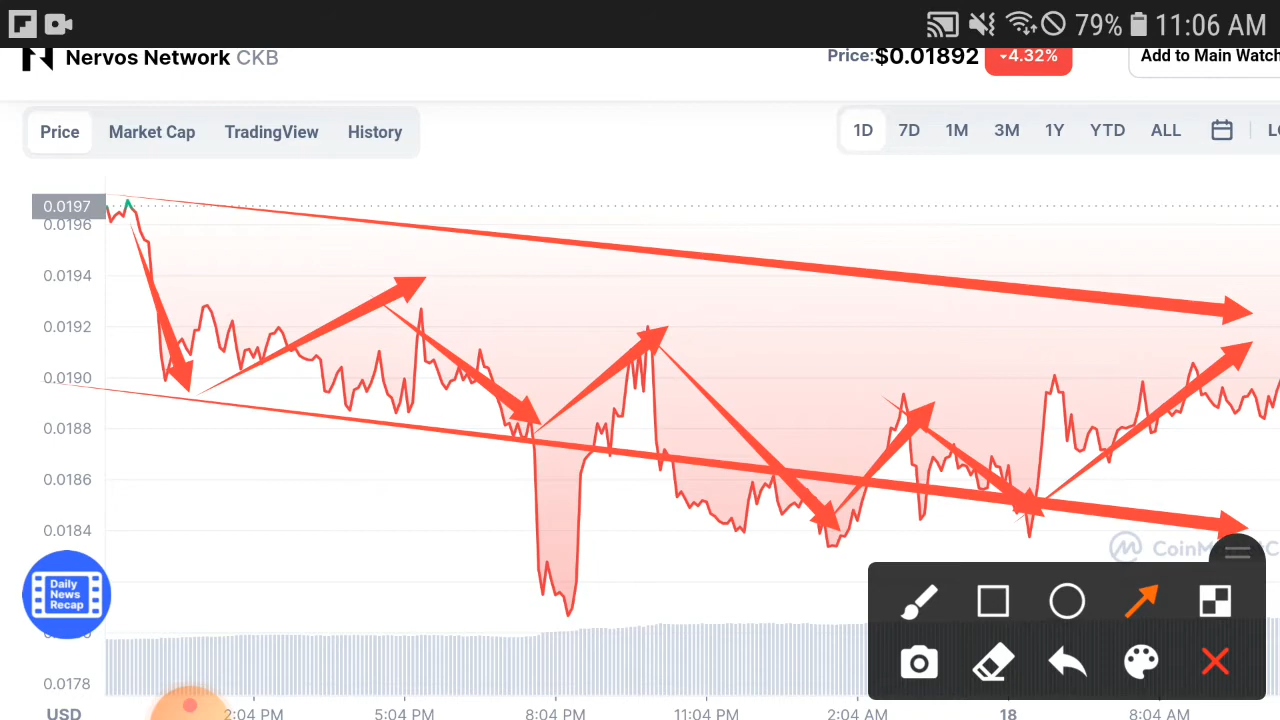 79% 11:06 AM
Nervos Network CKB
Price: $0.01892 4.32% Add to Main Watch
Price Market Cap TradingView History
1D 7D 1M 3M 1Y YTD ALL
0.0197
0.0196
0.0194
0.0192
0.0190
0.0188
0.0186
0.0184
CoinM
Daily
News
Recap
0.0178
USD 2:04 PM 5:04 PM 8:04 PM 11:04 PM 2:04 AM 18 8:04 AM